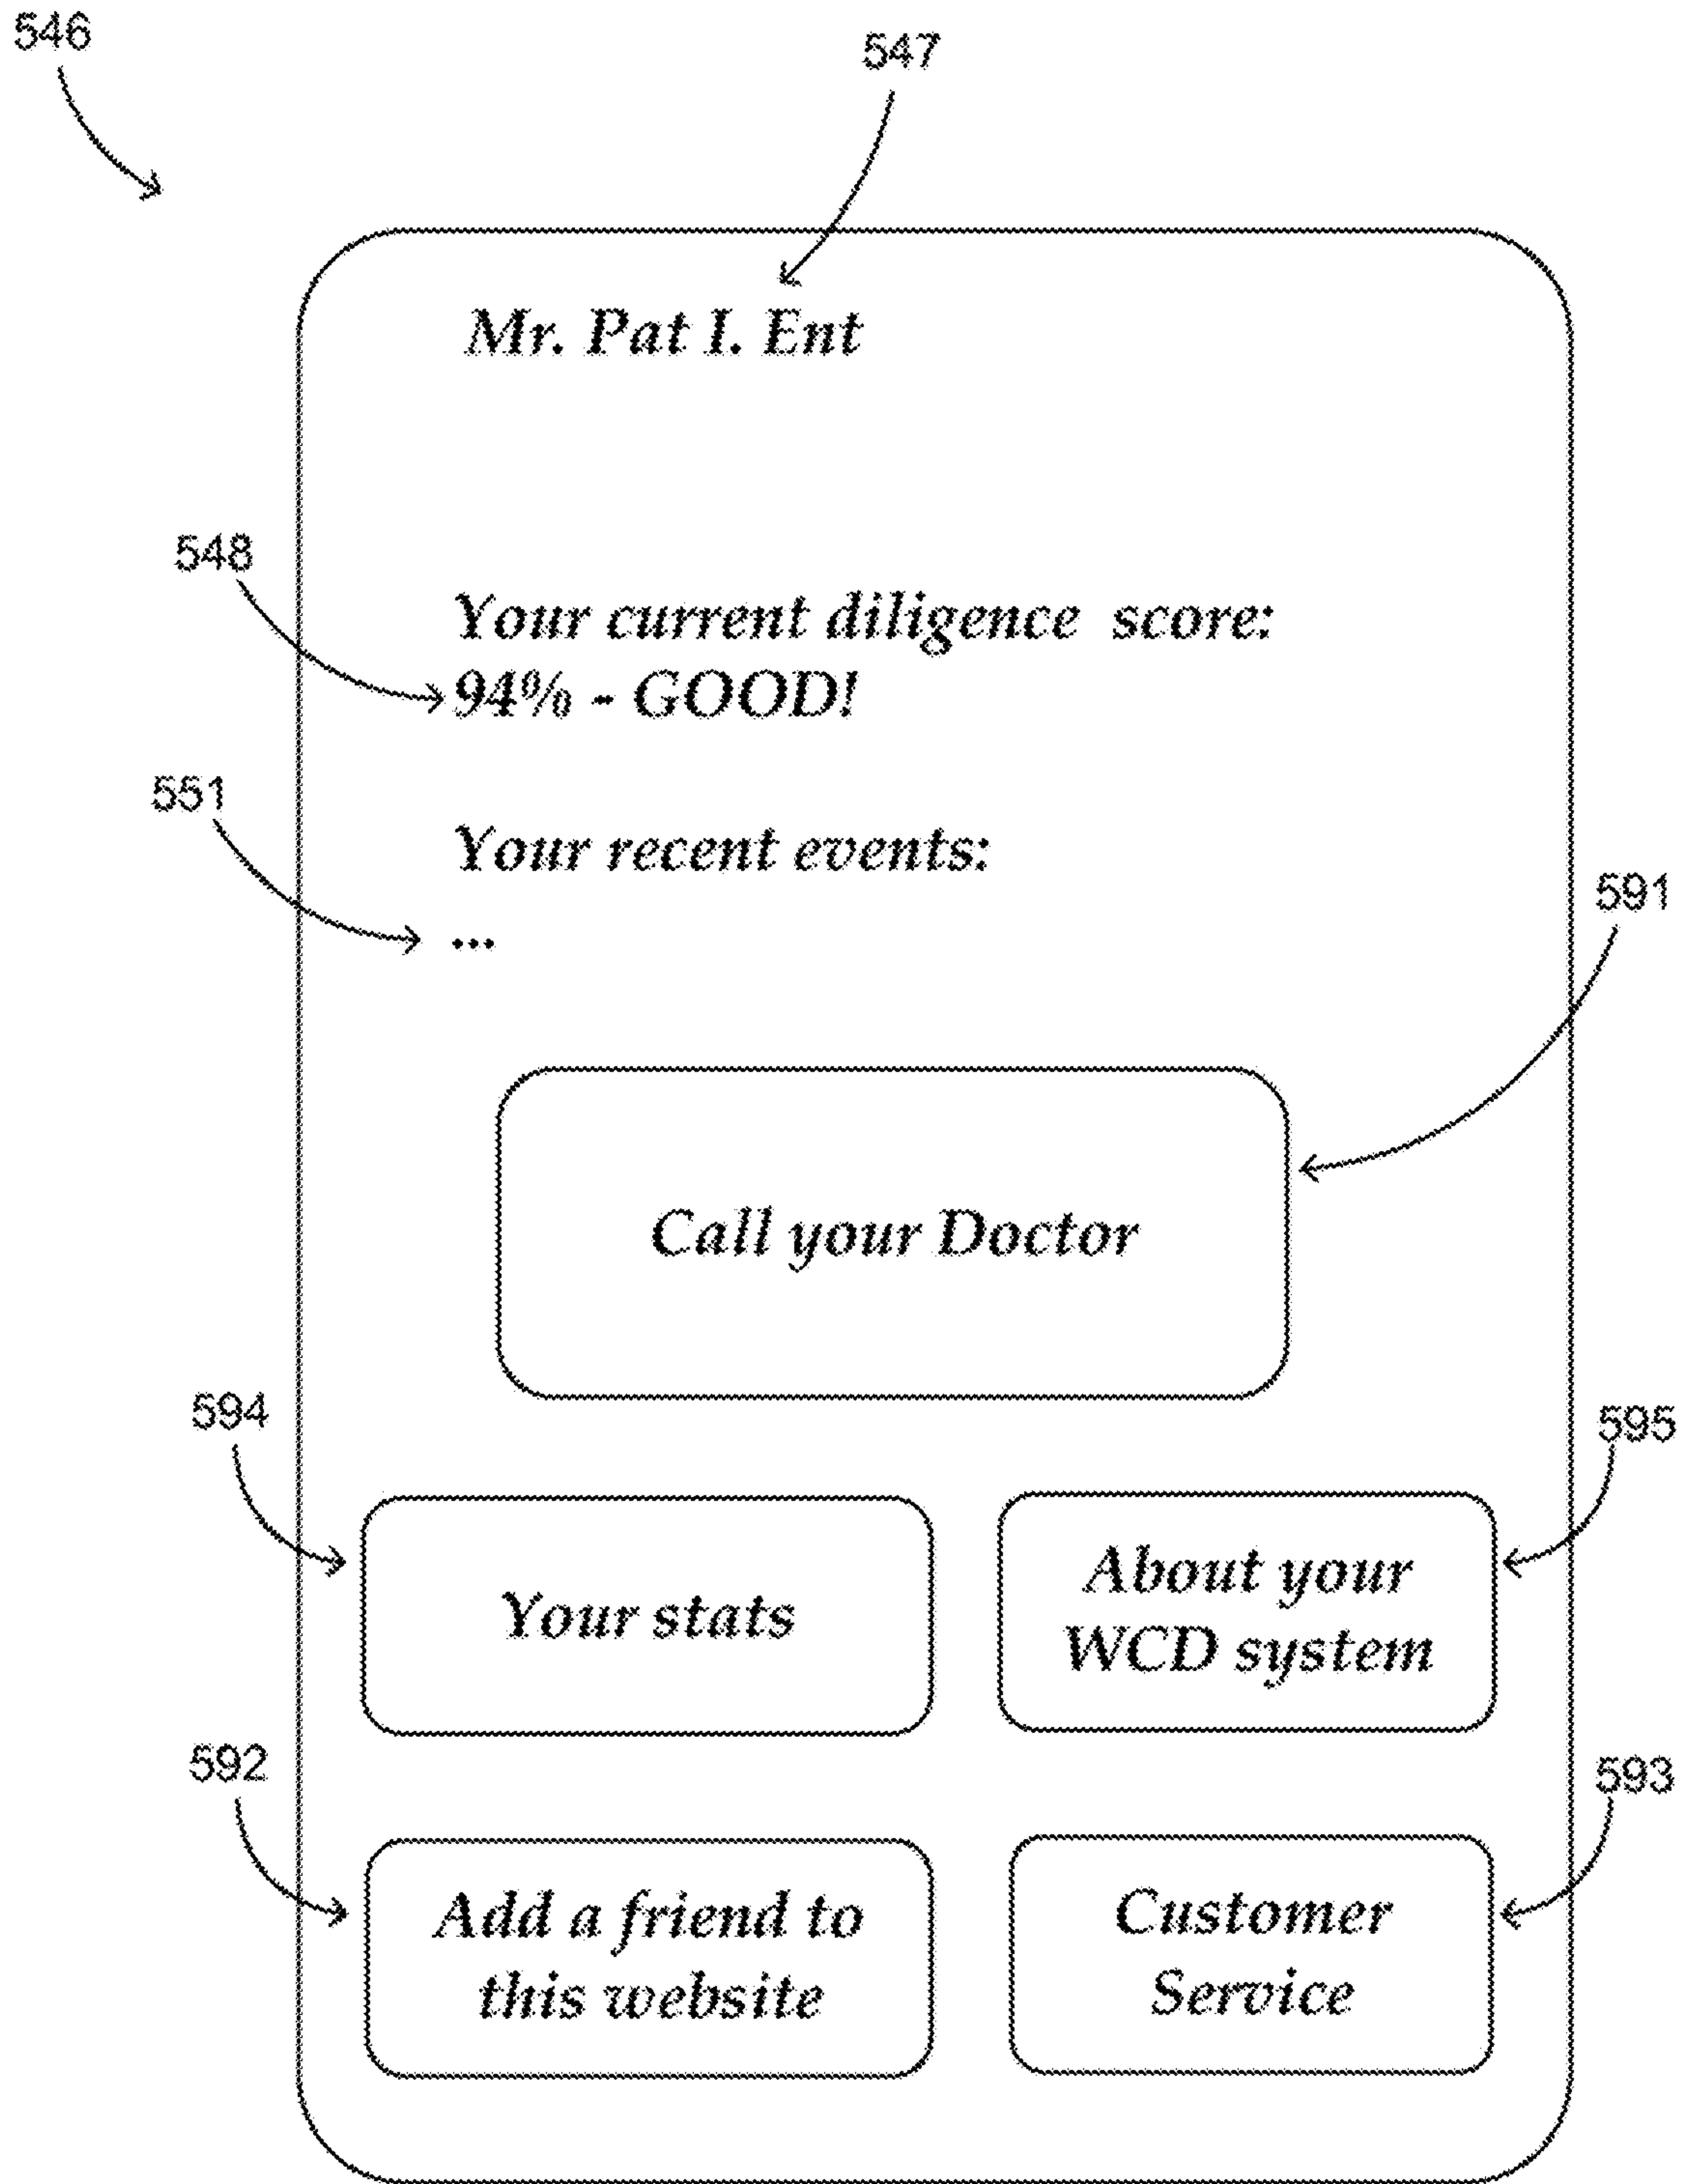 546
547
Mr. Pat I. Ent
548
Your current diligence score:
94% - GOOD!
551
Your recent events:
...
591
Call your Doctor
594
595
Your stats
About your
WCD system
592
593
Add a friend to
this website
Customer
Service